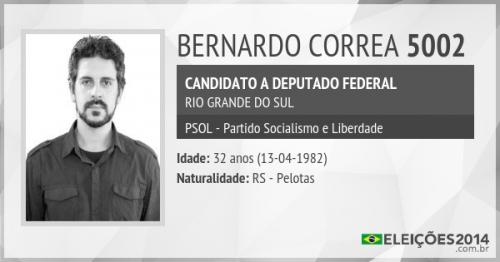 BERNARDO CORREA 5002
CANDIDATO A DEPUTADO FEDERAL
RIO GRANDE DO SUL
PSOL - Partido Socialismo e Liberdade
Idade: 32 anos (13-04-1982)
Naturalidade: RS - Pelotas
ELEIÇÕES2014
.com.br